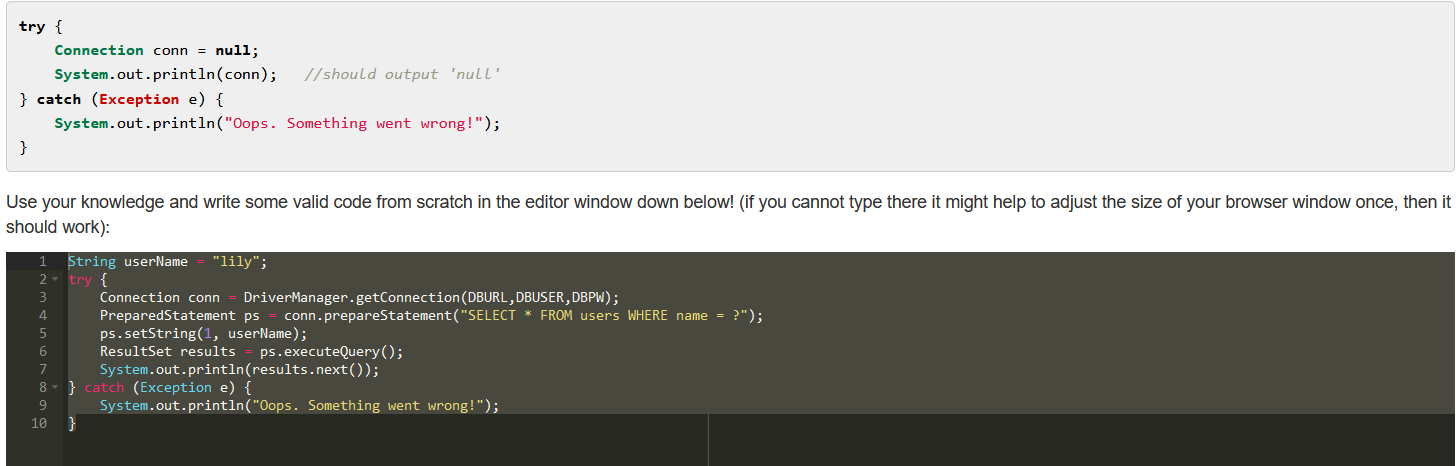 try {
    Connection conn = null;
    System.out.println(conn);   //should output 'null'
} catch (Exception e) {
    System.out.println("Oops. Something went wrong!");
}
Use your knowledge and write some valid code from scratch in the editor window down below! (if you cannot type there it might help to adjust the size of your browser window once, then it
should work):
1 String userName = "lily";
2 try {
3     Connection conn = DriverManager.getConnection(DBURL,DBUSER,DBPW);
4     PreparedStatement ps = conn.prepareStatement("SELECT * FROM users WHERE name = ?");
5     ps.setString(1, userName);
6     ResultSet results = ps.executeQuery();
7     System.out.println(results.next());
8 } catch (Exception e) {
9     System.out.println("Oops. Something went wrong!");
10 }